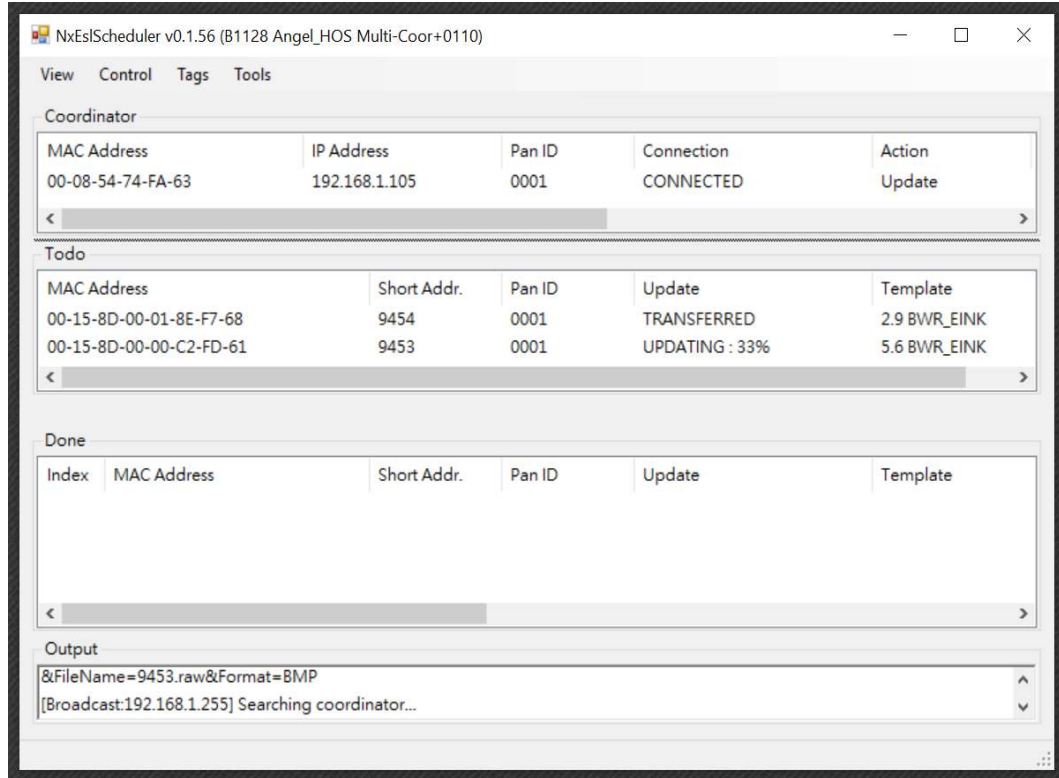 NxEslScheduler v0.1.56 (B1128 Angel_HOS Multi-Coor+0110)
View Control Tags Tools
Coordinator
MAC Address IP Address Pan ID Connection Action
00-08-54-74-FA-63 192.168.1.105 0001 CONNECTED Update
Todo
MAC Address Short Addr. Pan ID Update Template
00-15-8D-00-01-8E-F7-68 9454 0001 TRANSFERRED 2.9 BWR_EINK
00-15-8D-00-00-C2-FD-61 9453 0001 UPDATING : 33% 5.6 BWR_EINK
Done
Index MAC Address Short Addr. Pan ID Update Template
Output
&FileName=9453.raw&Format=BMP
[Broadcast:192.168.1.255] Searching coordinator...